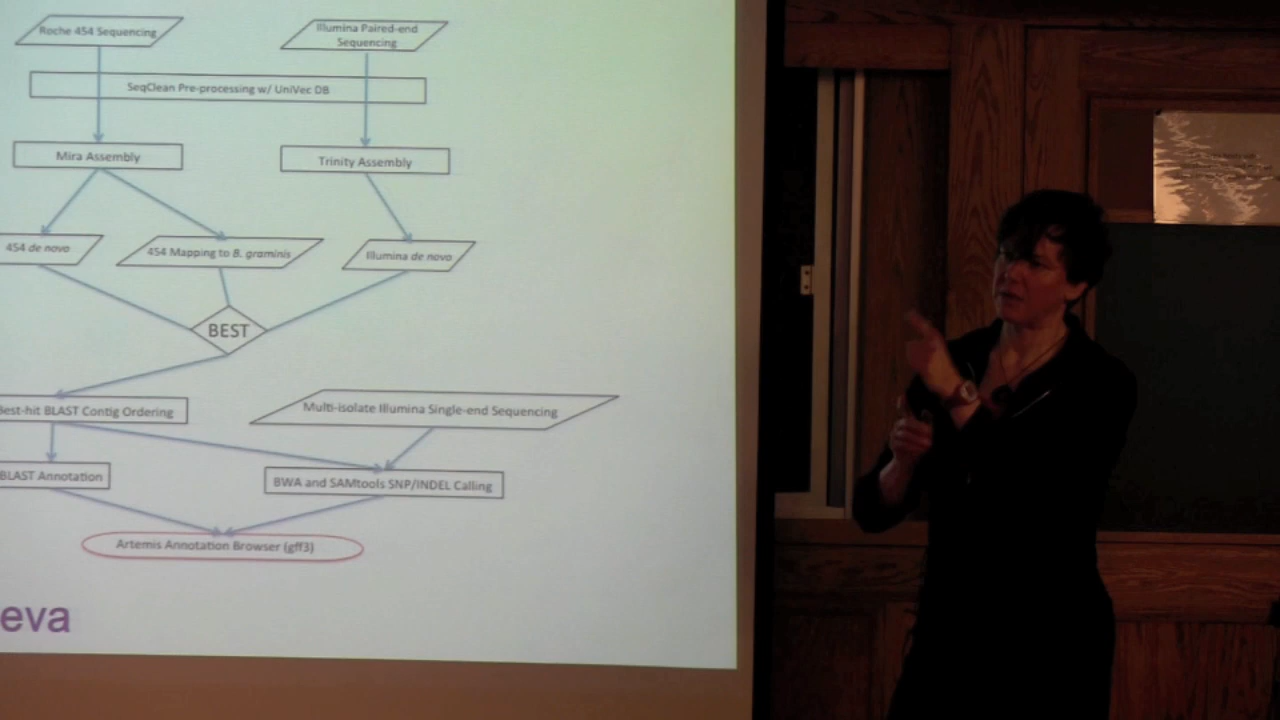 Roche 454 Sequencing
Illumina Paired-end
Sequencing
SeqClean Pre-processing w/ UniVec DB
Mira Assembly
Trinity Assembly
454 de novo
454 Mapping to B. graminis
Illumina de novo
BEST
Best-hit BLAST Contig Ordering
Multi-isolate Illumina Single-end Sequencing
BLAST Annotation
BWA and SAMtools SNP/INDEL Calling
Artemis Annotation Browser (gff3)
eva